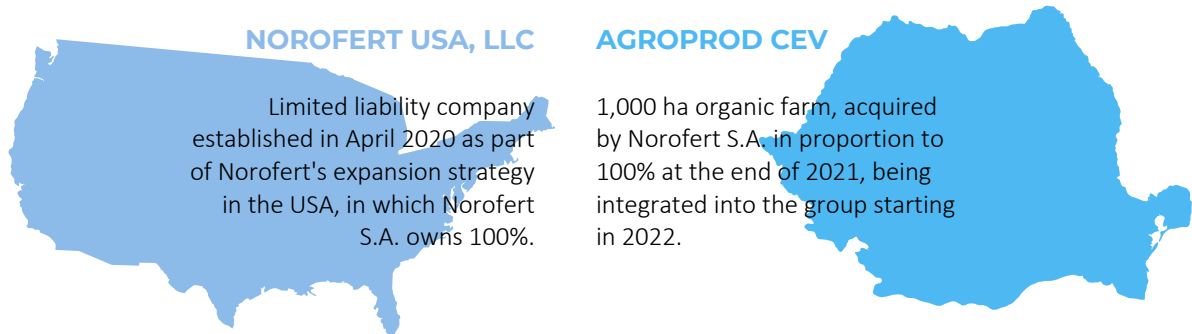 NOROFERT USA, LLC
Limited liability company
established in April 2020 as part
of Norofert's expansion strategy
in the USA, in which Norofert
S.A. owns 100%.
AGROPROD CEV
1,000 ha organic farm, acquired
by Norofert S.A. in proportion to
100% at the end of 2021, being
integrated into the group starting
in 2022.